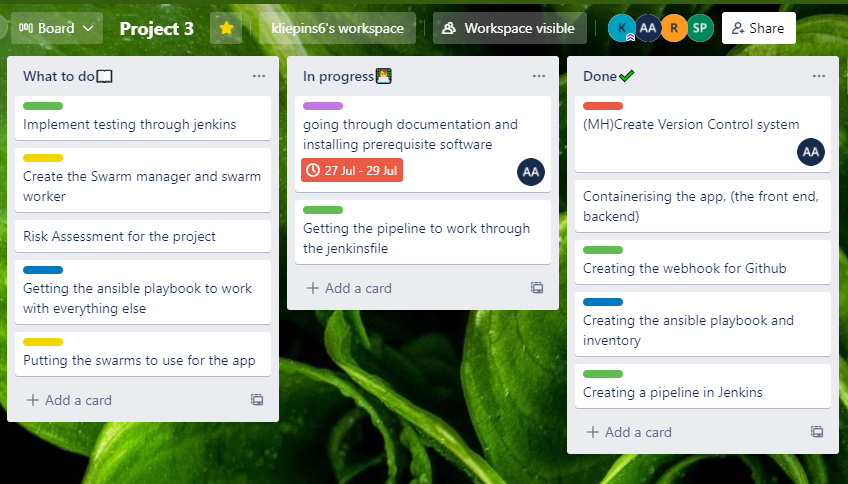 Board
Project 3
kliepins6's workspace
Workspace visible
K
AA
R
SP
Share
What to do
Implement testing through jenkins
Create the Swarm manager and swarm
worker
Risk Assessment for the project
Getting the ansible playbook to work
with everything else
Putting the swarms to use for the app
Add a card
In progress
going through documentation and
installing prerequisite software
27 Jul - 29 Jul
AA
Getting the pipeline to work through
the jenkinsfile
Add a card
Done
(MH)Create Version Control system
AA
Containerising the app, (the front end,
backend)
Creating the webhook for Github
Creating the ansible playbook and
inventory
Creating a pipeline in Jenkins
Add a card